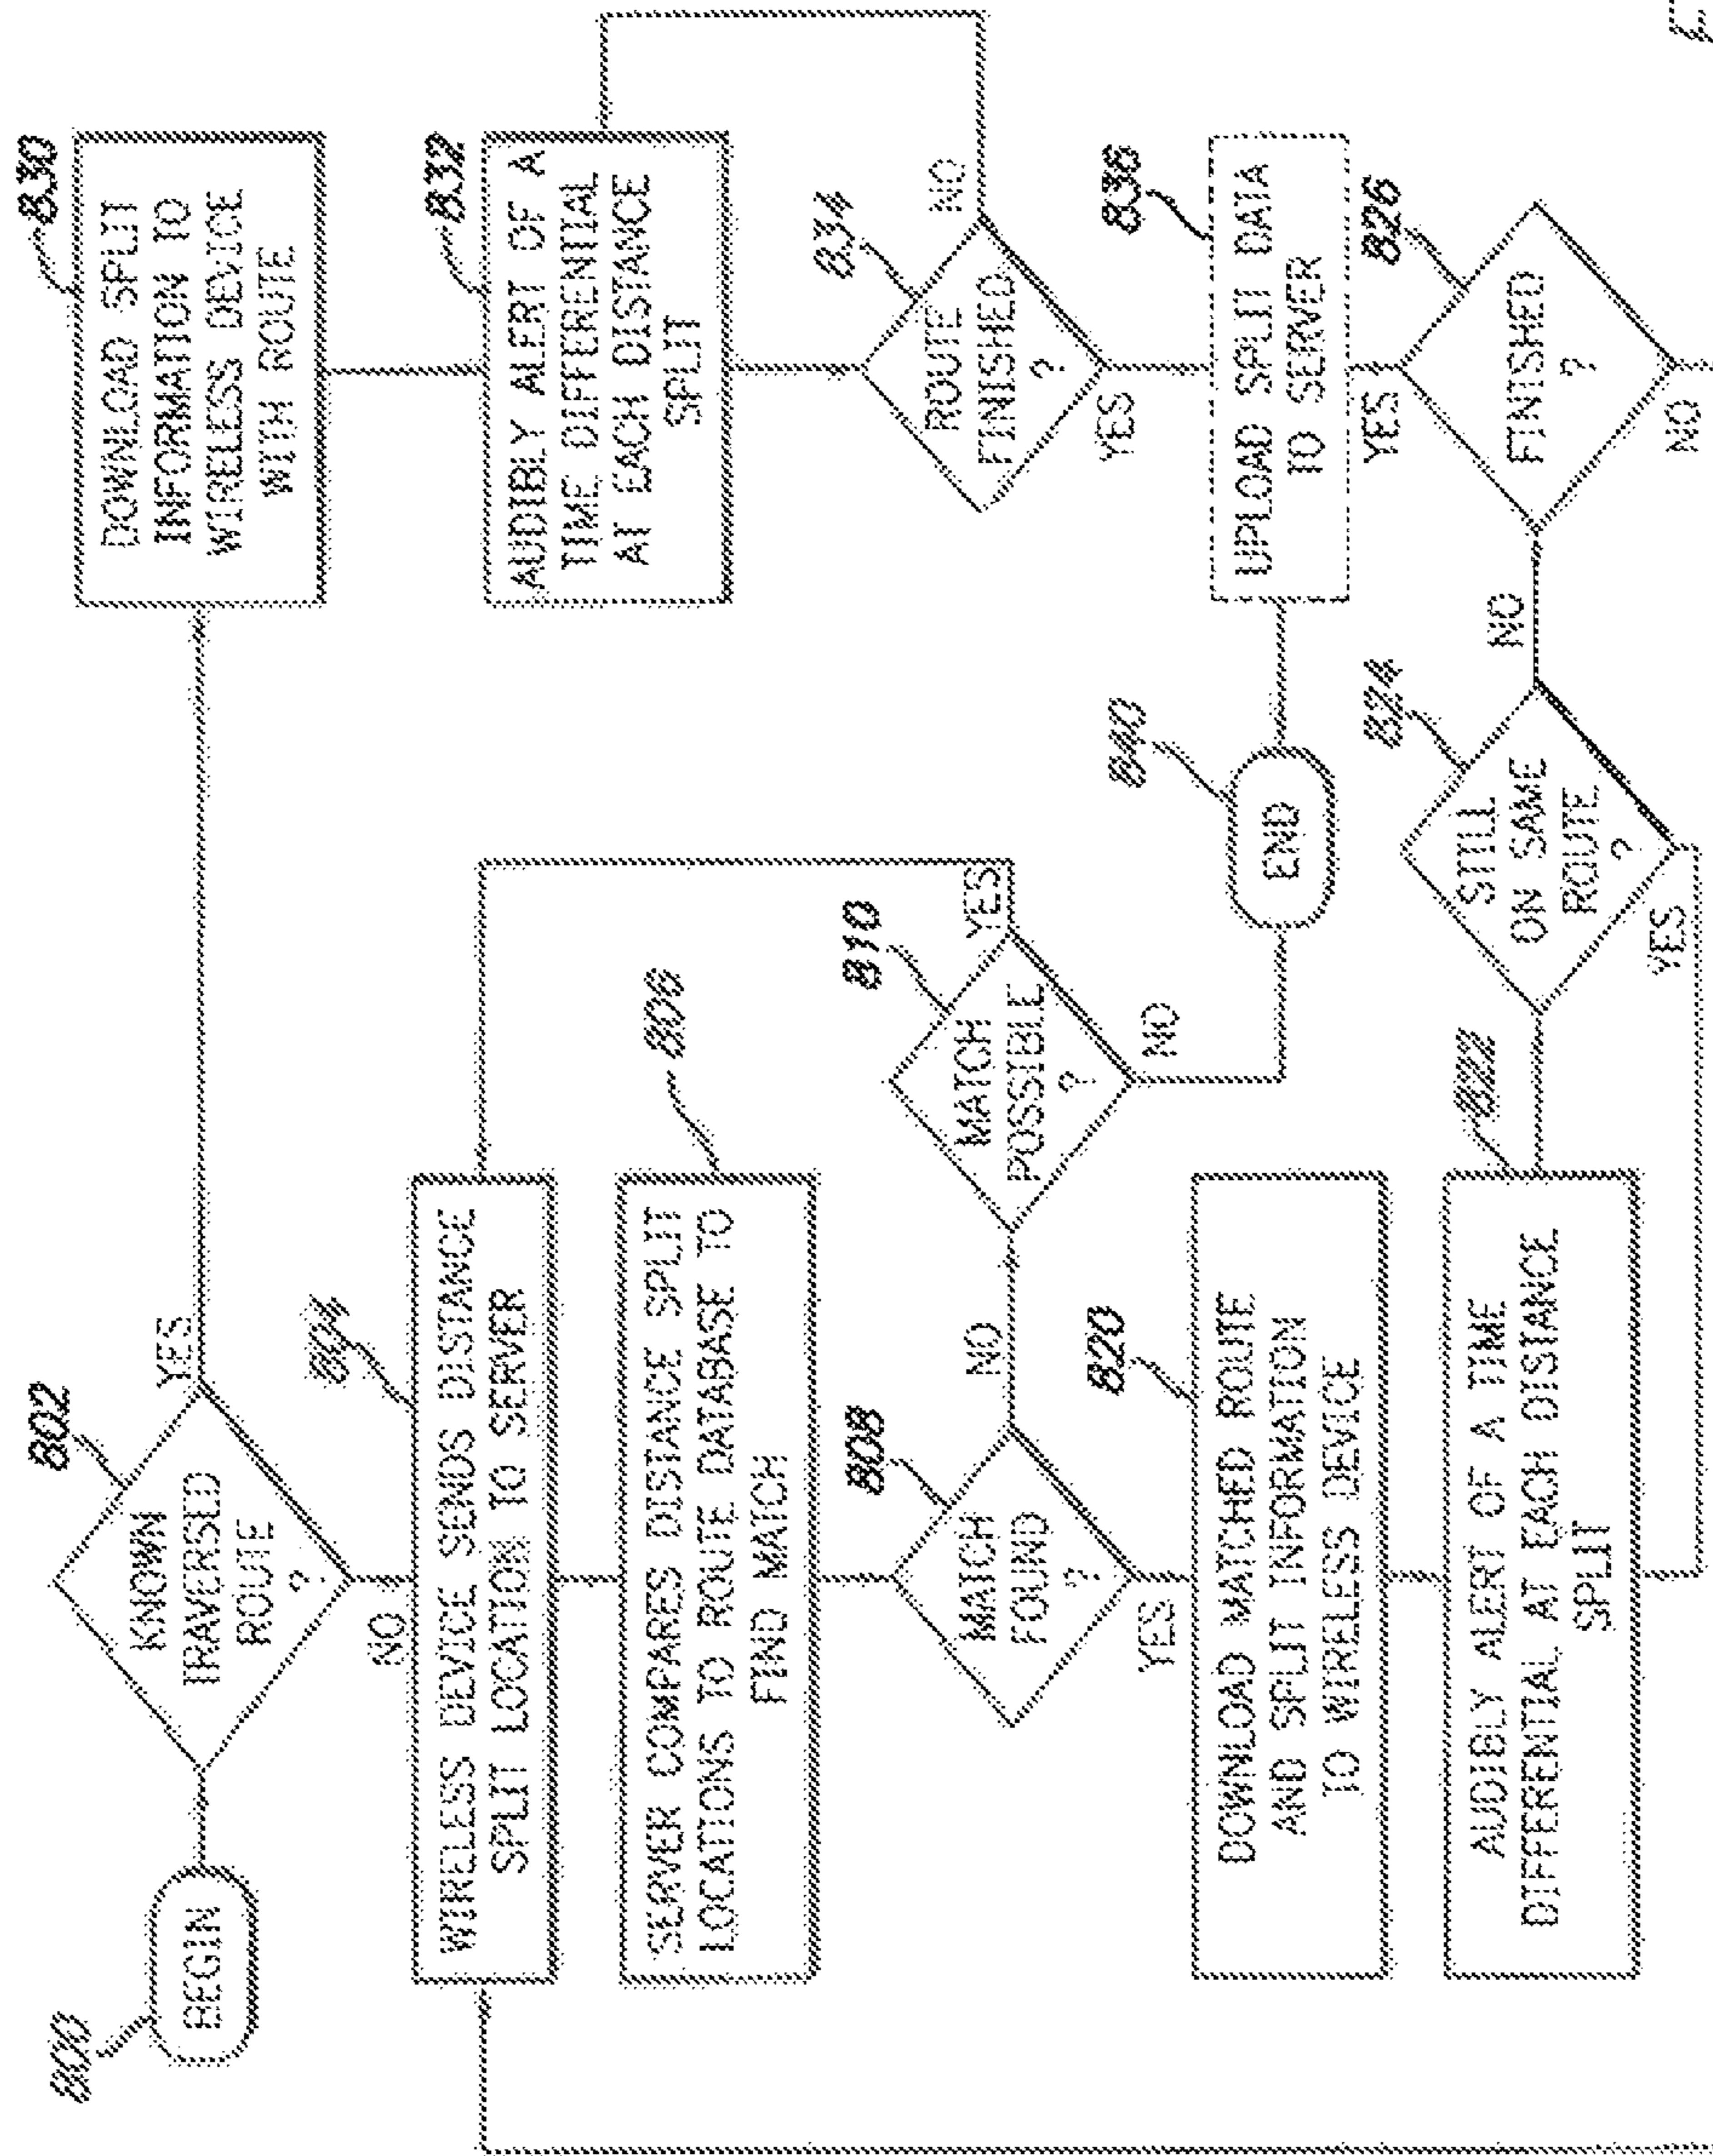 800
BEGIN
802
KNOWN
TRAVERSED
ROUTE
?
YES
NO
830
DOWNLOAD SPLIT
INFORMATION TO
WIRELESS DEVICE
WITH ROUTE
804
WIRELESS DEVICE SENDS DISTANCE
SPLIT LOCATION TO SERVER
832
AUDIBLY ALERT OF A
TIME DIFFERENTIAL
AT EACH DISTANCE
SPLIT
806
SERVER COMPARES DISTANCE SPLIT
LOCATIONS TO ROUTE DATABASE TO
FIND MATCH
808
MATCH
FOUND
?
NO
YES
810
MATCH
POSSIBLE
?
YES
NO
834
ROUTE
FINISHED
?
NO
YES
820
DOWNLOAD MATCHED ROUTE
AND SPLIT INFORMATION
TO WIRELESS DEVICE
840
END
836
UPLOAD SPLIT DATA
TO SERVER
822
AUDIBLY ALERT OF A TIME
DIFFERENTIAL AT EACH DISTANCE
SPLIT
824
STILL
ON SAME
ROUTE
?
NO
YES
826
FINISHED
?
YES
NO